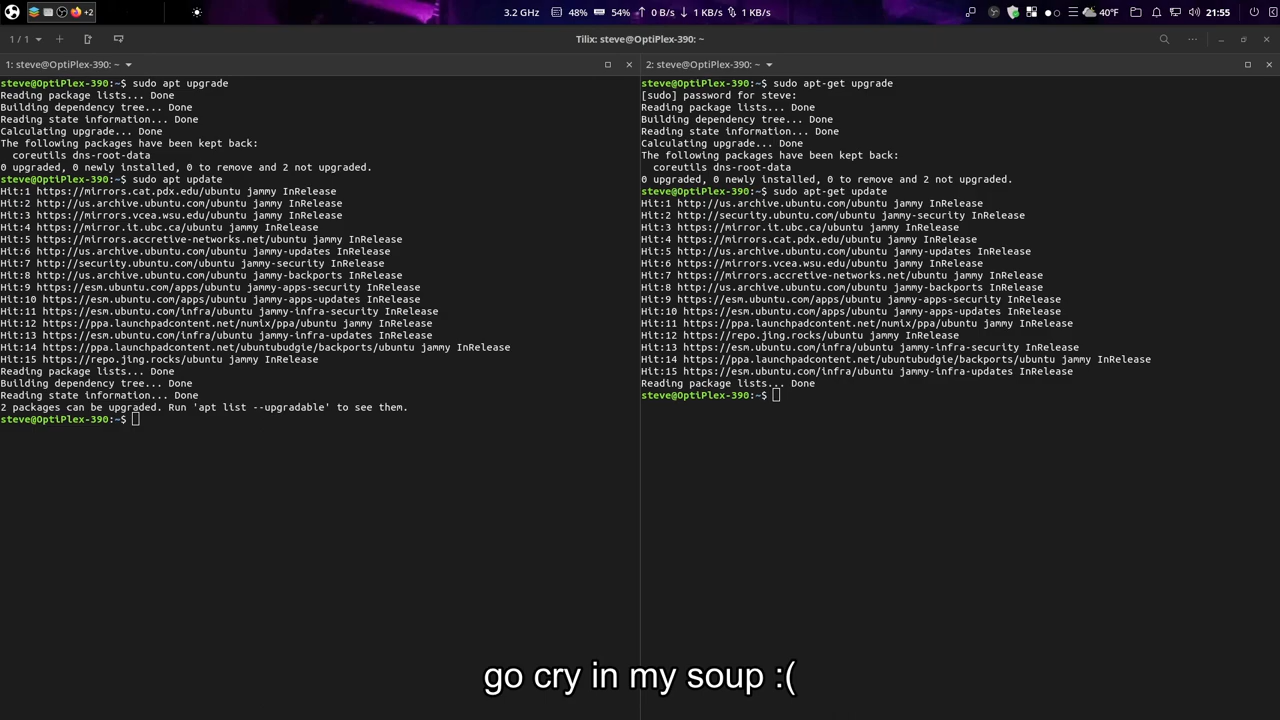 +2
3.2 GHz 48% 54% ↑ 0 B/s ↓ 1 KB/s ↑↓ 1 KB/s
40°F
21:55
1 / 1
Tilix: steve@OptiPlex-390: ~
1: steve@OptiPlex-390: ~
steve@OptiPlex-390:~$ sudo apt upgrade
Reading package lists... Done
Building dependency tree... Done
Reading state information... Done
Calculating upgrade... Done
The following packages have been kept back:
  coreutils dns-root-data
0 upgraded, 0 newly installed, 0 to remove and 2 not upgraded.
steve@OptiPlex-390:~$ sudo apt update
Hit:1 https://mirrors.cat.pdx.edu/ubuntu jammy InRelease
Hit:2 http://us.archive.ubuntu.com/ubuntu jammy InRelease
Hit:3 https://mirrors.vcea.wsu.edu/ubuntu jammy InRelease
Hit:4 https://mirror.it.ubc.ca/ubuntu jammy InRelease
Hit:5 https://mirrors.accretive-networks.net/ubuntu jammy InRelease
Hit:6 http://us.archive.ubuntu.com/ubuntu jammy-updates InRelease
Hit:7 http://security.ubuntu.com/ubuntu jammy-security InRelease
Hit:8 http://us.archive.ubuntu.com/ubuntu jammy-backports InRelease
Hit:9 https://esm.ubuntu.com/apps/ubuntu jammy-apps-security InRelease
Hit:10 https://esm.ubuntu.com/apps/ubuntu jammy-apps-updates InRelease
Hit:11 https://esm.ubuntu.com/infra/ubuntu jammy-infra-security InRelease
Hit:12 https://ppa.launchpadcontent.net/numix/ppa/ubuntu jammy InRelease
Hit:13 https://esm.ubuntu.com/infra/ubuntu jammy-infra-updates InRelease
Hit:14 https://ppa.launchpadcontent.net/ubuntubudgie/backports/ubuntu jammy InRelease
Hit:15 https://repo.jing.rocks/ubuntu jammy InRelease
Reading package lists... Done
Building dependency tree... Done
Reading state information... Done
2 packages can be upgraded. Run 'apt list --upgradable' to see them.
steve@OptiPlex-390:~$
2: steve@OptiPlex-390: ~
steve@OptiPlex-390:~$ sudo apt-get upgrade
[sudo] password for steve:
Reading package lists... Done
Building dependency tree... Done
Reading state information... Done
Calculating upgrade... Done
The following packages have been kept back:
  coreutils dns-root-data
0 upgraded, 0 newly installed, 0 to remove and 2 not upgraded.
steve@OptiPlex-390:~$ sudo apt-get update
Hit:1 http://us.archive.ubuntu.com/ubuntu jammy InRelease
Hit:2 http://security.ubuntu.com/ubuntu jammy-security InRelease
Hit:3 https://mirror.it.ubc.ca/ubuntu jammy InRelease
Hit:4 https://mirrors.cat.pdx.edu/ubuntu jammy InRelease
Hit:5 http://us.archive.ubuntu.com/ubuntu jammy-updates InRelease
Hit:6 https://mirrors.vcea.wsu.edu/ubuntu jammy InRelease
Hit:7 https://mirrors.accretive-networks.net/ubuntu jammy InRelease
Hit:8 http://us.archive.ubuntu.com/ubuntu jammy-backports InRelease
Hit:9 https://esm.ubuntu.com/apps/ubuntu jammy-apps-security InRelease
Hit:10 https://esm.ubuntu.com/apps/ubuntu jammy-apps-updates InRelease
Hit:11 https://ppa.launchpadcontent.net/numix/ppa/ubuntu jammy InRelease
Hit:12 https://repo.jing.rocks/ubuntu jammy InRelease
Hit:13 https://esm.ubuntu.com/infra/ubuntu jammy-infra-security InRelease
Hit:14 https://ppa.launchpadcontent.net/ubuntubudgie/backports/ubuntu jammy InRelease
Hit:15 https://esm.ubuntu.com/infra/ubuntu jammy-infra-updates InRelease
Reading package lists... Done
steve@OptiPlex-390:~$
go cry in my soup :(